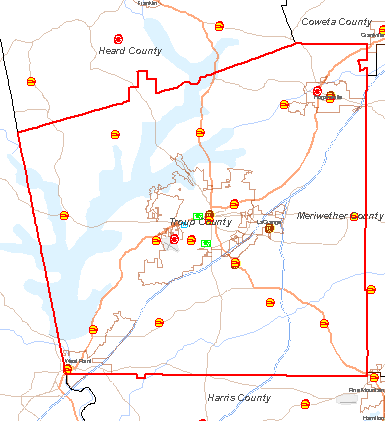 Franklin
Coweta County
Grantville
Heard County
Hogansville
Meriwether County
Troup County
LaGrange
West Point
Pine Mountain
Harris County
Hamilton